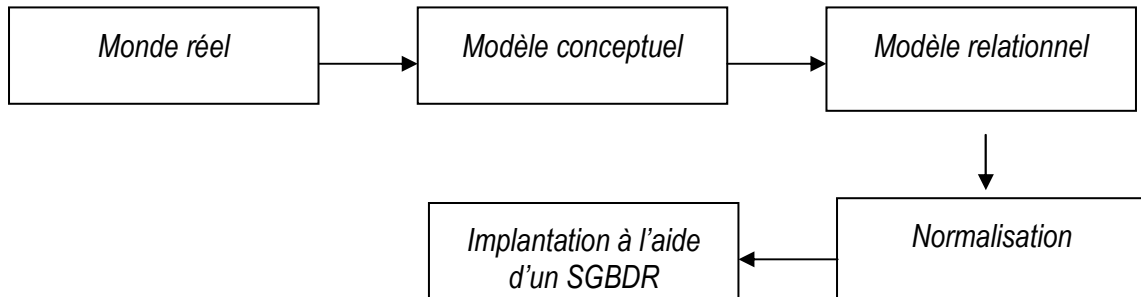 Monde réel
Modèle conceptuel
Modèle relationnel
Normalisation
Implantation à l’aide
d’un SGBDR